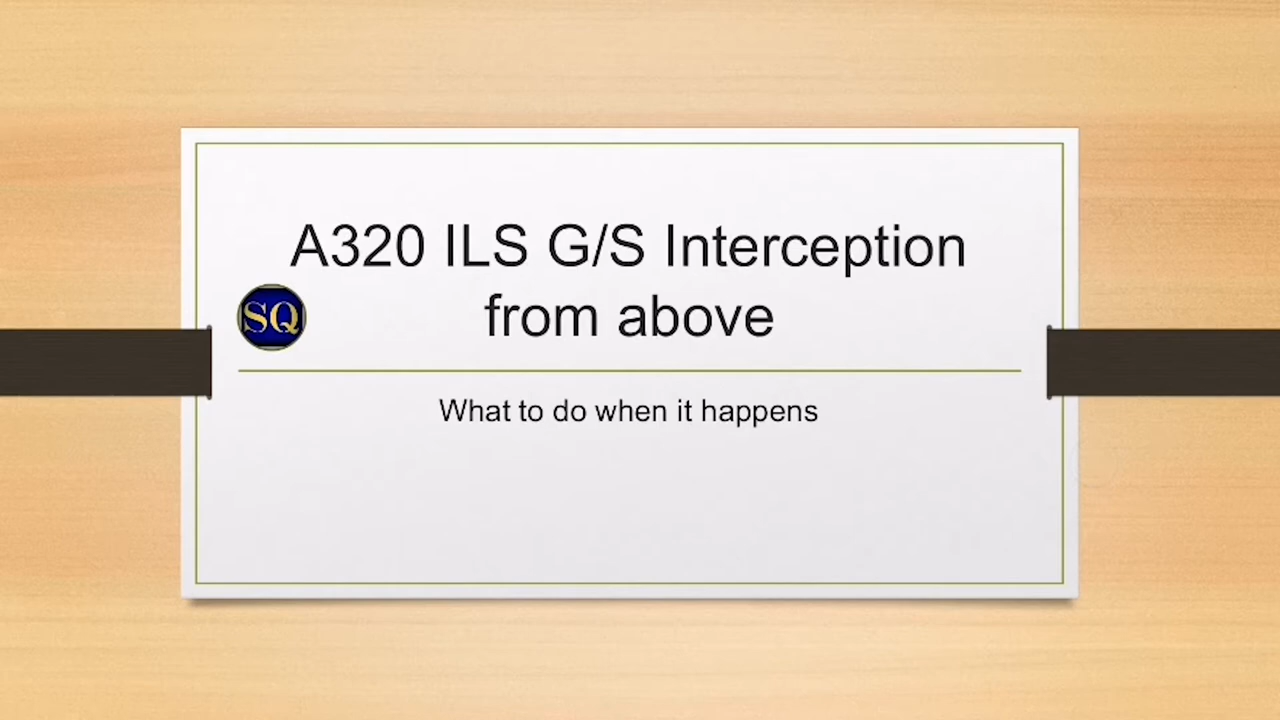 A320 ILS G/S Interception
from above
SQ
What to do when it happens